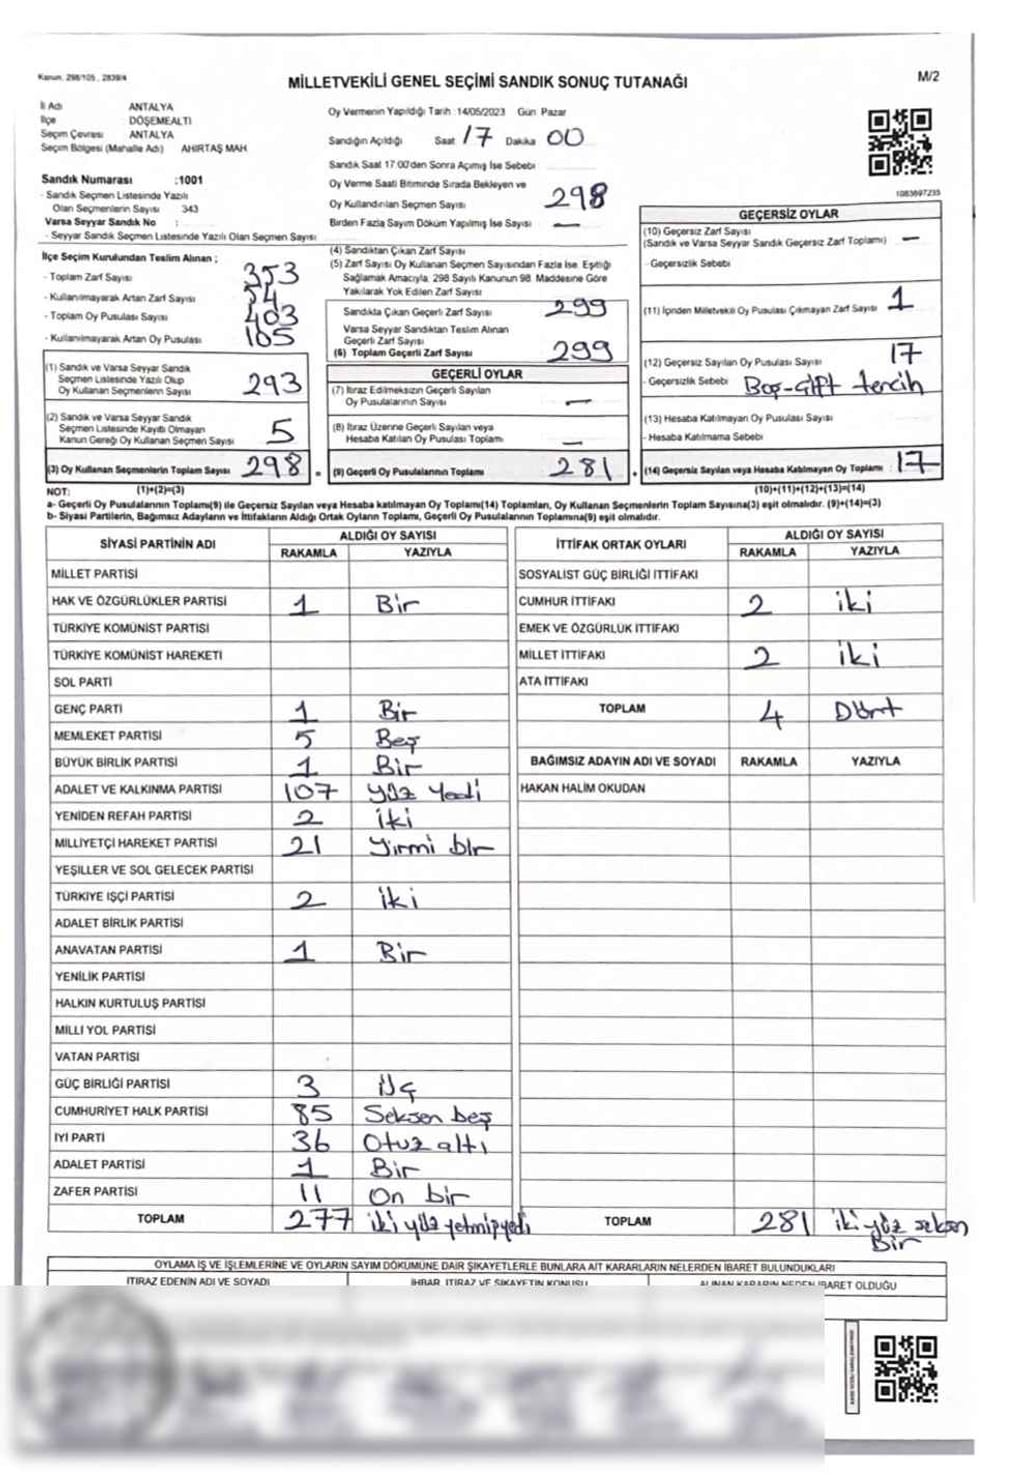 Kanun, 298/105, 2839/4
MİLLETVEKİLİ GENEL SEÇİMİ SANDIK SONUÇ TUTANAĞI
M/2
İl Adı ANTALYA
İlçe DÖŞEMEALTI
Seçim Çevresi ANTALYA
Seçim Bölgesi (Mahalle Adı) AHIRTAŞ MAH
Sandık Numarası :1001
- Sandık Seçmen Listesinde Yazılı
Olan Seçmenlerin Sayısı 343
Varsa Seyyar Sandık No :
- Seyyar Sandık Seçmen Listesinde Yazılı Olan Seçmen Sayısı
Oy Vermenin Yapıldığı Tarih :14/05/2023 Gün Pazar
Sandığın Açıldığı Saat 17 Dakika 00
Sandık Saat 17:00'den Sonra Açımış İse Sebebi
Oy Verme Saati Bitiminde Sırada Bekleyen ve
Oy Kullandırılan Seçmen Sayısı 298
Birden Fazla Sayım Döküm Yapılmış İse Sayısı —
1083697235
İlçe Seçim Kurulundan Teslim Alınan ;
- Toplam Zarf Sayısı 353
- Kullanılmayarak Artan Zarf Sayısı 54
- Toplam Oy Pusulası Sayısı 403
- Kullanılmayarak Artan Oy Pusulası 105
(1) Sandık ve Varsa Seyyar Sandık
Seçmen Listesinde Yazılı Olup
Oy Kullanan Seçmenlerin Sayısı 293
(2) Sandık ve Varsa Seyyar Sandık
Seçmen Listesinde Kayıtlı Olmayan
Kanun Gereği Oy Kullanan Seçmen Sayısı 5
(3) Oy Kullanan Seçmenlerin Toplam Sayısı 298
(4) Sandıktan Çıkan Zarf Sayısı
(5) Zarf Sayısı Oy Kullanan Seçmen Sayısından Fazla İse, Eşitliği
Sağlamak Amacıyla, 298 Sayılı Kanunun 98. Maddesine Göre
Yakılarak Yok Edilen Zarf Sayısı
Sandıkta Çıkan Geçerli Zarf Sayısı 299
Varsa Seyyar Sandıktan Teslim Alınan
Geçerli Zarf Sayısı
(6) Toplam Geçerli Zarf Sayısı 299
GEÇERLİ OYLAR
(7) İtiraz Edilmeksizin Geçerli Sayılan
Oy Pusulalarının Sayısı —
(8) İtiraz Üzerine Geçerli Sayılan veya
Hesaba Katılan Oy Pusulası Toplamı —
(9) Geçerli Oy Pusulalarının Toplamı 281
GEÇERSİZ OYLAR
(10) Geçersiz Zarf Sayısı
(Sandık ve Varsa Seyyar Sandık Geçersiz Zarf Toplamı) —
- Geçersizlik Sebebi
(11) İçinden Milletvekili Oy Pusulası Çıkmayan Zarf Sayısı 1
(12) Geçersiz Sayılan Oy Pusulası Sayısı 17
- Geçersizlik Sebebi Boş-Çift tercih
(13) Hesaba Katılmayan Oy Pusulası Sayısı
- Hesaba Katılmama Sebebi
(14) Geçersiz Sayılan veya Hesaba Katılmayan Oy Toplamı : 17
NOT: (1)+(2)=(3) (10)+(11)+(12)+(13)=(14)
a- Geçerli Oy Pusulalarının Toplamı(9) ile Geçersiz Sayılan veya Hesaba katılmayan Oy Toplamı(14) Toplamları, Oy Kullanan Seçmenlerin Toplam Sayısına(3) eşit olmalıdır. (9)+(14)=(3)
b- Siyasi Partilerin, Bağımsız Adayların ve İttifakların Aldığı Ortak Oyların Toplamı, Geçerli Oy Pusulalarının Toplamına(9) eşit olmalıdır.
SİYASİ PARTİNİN ADI ALDIĞI OY SAYISI
RAKAMLA YAZIYLA
MİLLET PARTİSİ
HAK VE ÖZGÜRLÜKLER PARTİSİ 1 Bir
TÜRKİYE KOMÜNİST PARTİSİ
TÜRKİYE KOMÜNİST HAREKETİ
SOL PARTİ
GENÇ PARTİ 1 Bir
MEMLEKET PARTİSİ 5 Beş
BÜYÜK BİRLİK PARTİSİ 1 Bir
ADALET VE KALKINMA PARTİSİ 107 yüz yedi
YENİDEN REFAH PARTİSİ 2 iki
MİLLİYETÇİ HAREKET PARTİSİ 21 yirmi bir
YEŞİLLER VE SOL GELECEK PARTİSİ
TÜRKİYE İŞÇİ PARTİSİ 2 iki
ADALET BİRLİK PARTİSİ
ANAVATAN PARTİSİ 1 Bir
YENİLİK PARTİSİ
HALKIN KURTULUŞ PARTİSİ
MİLLİ YOL PARTİSİ
VATAN PARTİSİ
GÜÇ BİRLİĞİ PARTİSİ 3 üç
CUMHURİYET HALK PARTİSİ 85 Seksen beş
İYİ PARTİ 36 Otuz altı
ADALET PARTİSİ 1 Bir
ZAFER PARTİSİ 11 On bir
TOPLAM 277 iki yüz yetmişyedi
İTTİFAK ORTAK OYLARI ALDIĞI OY SAYISI
RAKAMLA YAZIYLA
SOSYALİST GÜÇ BİRLİĞİ İTTİFAKI
CUMHUR İTTİFAKI 2 iki
EMEK VE ÖZGÜRLÜK İTTİFAKI
MİLLET İTTİFAKI 2 iki
ATA İTTİFAKI
TOPLAM 4 Dört
BAĞIMSIZ ADAYIN ADI VE SOYADI RAKAMLA YAZIYLA
HAKAN HALİM OKUDAN
TOPLAM 281 iki yüz seksen
Bir
OYLAMA İŞ VE İŞLEMLERİNE VE OYLARIN SAYIM DÖKÜMÜNE DAİR ŞİKAYETLERLE BUNLARA AİT KARARLARIN NELERDEN İBARET BULUNDUKLARI
İTİRAZ EDENİN ADI VE SOYADI İHBAR, İTİRAZ VE ŞİKAYETİN KONUSU ALINAN KARARIN NEDEN İBARET OLDUĞU